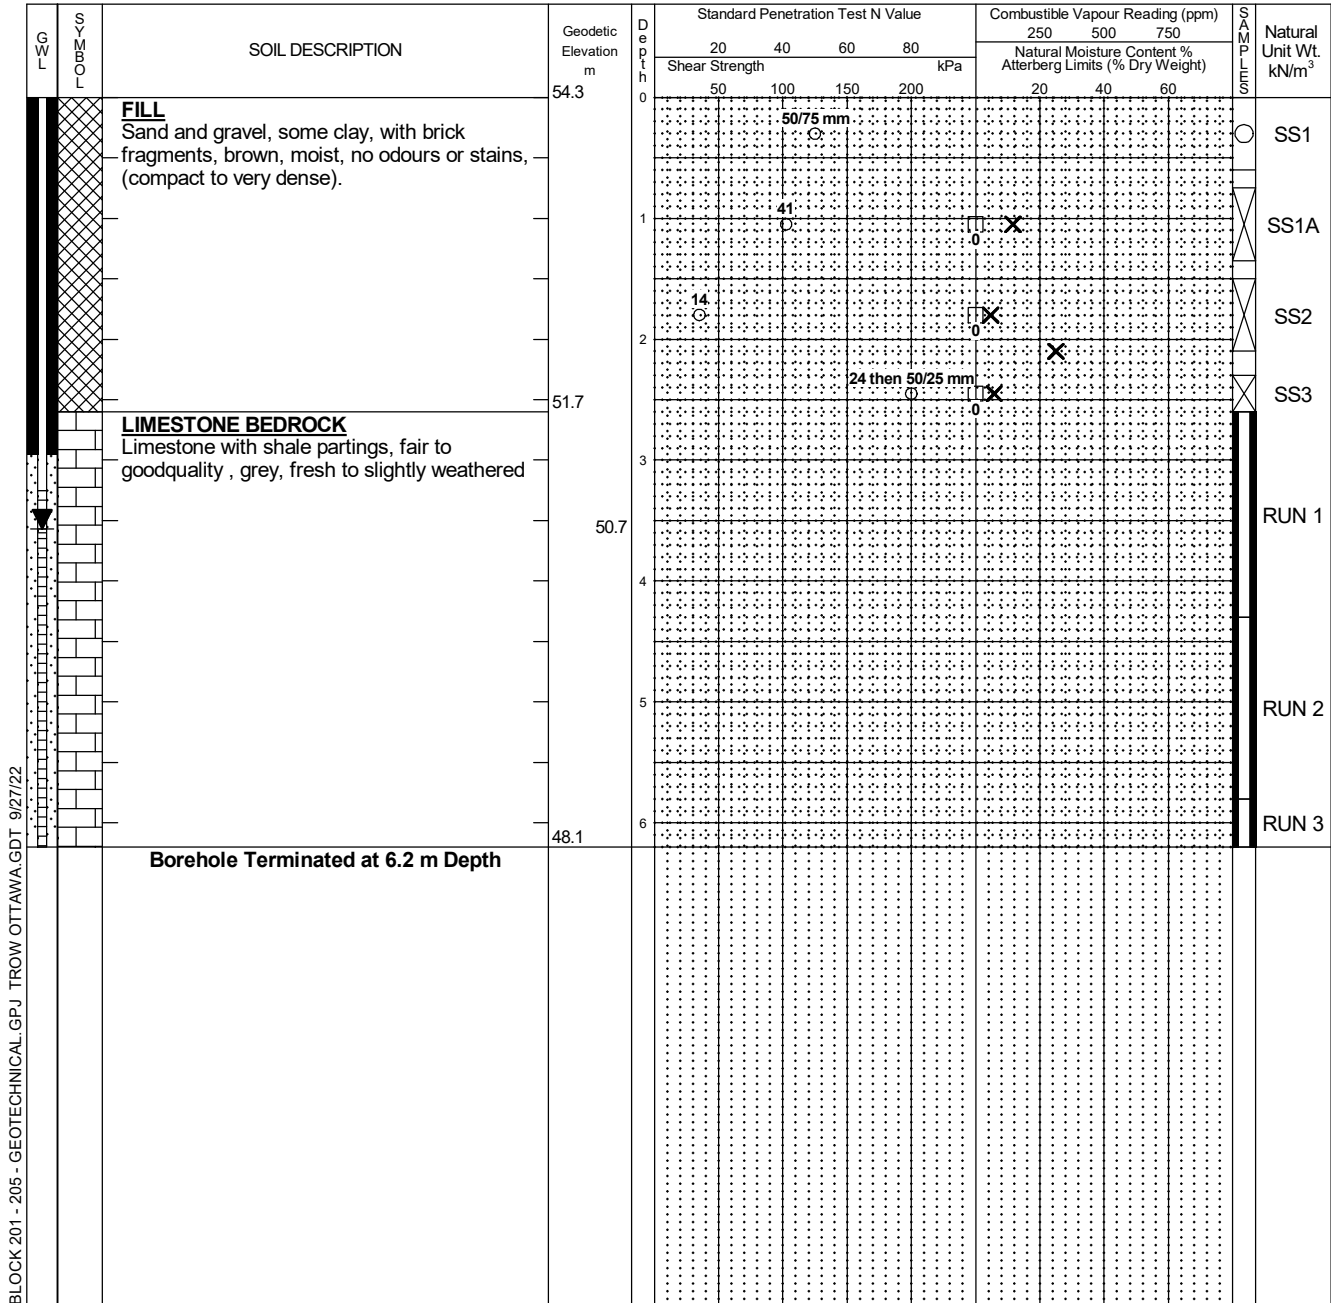 GWL
SYMBOL
SOIL DESCRIPTION
Geodetic
Elevation
m
Depth
Standard Penetration Test N Value
20 40 60 80
Shear Strength kPa
50 100 150 200
Combustible Vapour Reading (ppm)
250 500 750
Natural Moisture Content %
Atterberg Limits (% Dry Weight)
20 40 60
SAMPLES
Natural
Unit Wt.
kN/m³
54.3
0
FILL
Sand and gravel, some clay, with brick
fragments, brown, moist, no odours or stains,
(compact to very dense).
50/75 mm
SS1
41
1
0
SS1A
14
0
SS2
2
24 then 50/25 mm
0
SS3
51.7
LIMESTONE BEDROCK
Limestone with shale partings, fair to
goodquality , grey, fresh to slightly weathered
3
50.7
RUN 1
4
5
RUN 2
6
RUN 3
48.1
Borehole Terminated at 6.2 m Depth
BLOCK 201 - 205 - GEOTECHNICAL.GPJ TROW OTTAWA.GDT 9/27/22